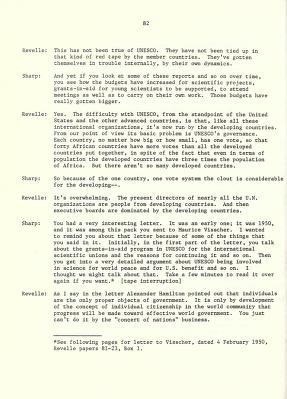 82
Revelle: This has not been true of UNESCO. They have not been tied up in
that kind of red tape by the member countries. They've gotten
themselves in trouble internally, by their own dynamics.
Sharp: And yet if you look at some of these reports and so on over time,
you see how the budgets have increased for scientific projects,
grants-in-aid for young scientists to be supported, to attend
meetings as well as to carry on their own work. Those budgets have
really gotten bigger.
Revelle: Yes. The difficulty with UNESCO, from the standpoint of the United
States and the other advanced countries, is that, like all these
international organizations, it's now run by the developing countries.
From our point of view its basic problem is UNESCO's governance.
Each country, no matter how big or how small, has one vote, so that
forty African countries have more votes than all the developed
countries put together, in spite of the fact that even in terms of
population the developed countries have three times the population
of Africa. But there aren't so many developed countries.
Sharp: So because of the one country, one vote system the clout is considerable
for the developing--.
Revelle: It's overwhelming. The present directors of nearly all the U.N.
organizations are people from developing countries. And then
executive boards are dominated by the developing countries.
Sharp: You had a very interesting letter. It was an early one; it was 1950,
and it was among this pack you sent to Maurice Visscher. I wanted
to remind you about that letter because of some of the things that
you said in it. Initially, in the first part of the letter, you talk
about the grants-in-aid program in UNESCO for the international
scientific unions and the reasons for continuing it and so on. Then
you get into a very detailed argument about UNESCO being involved
in science for world peace and for U.S. benefit and so on. I
thought we might talk about that. Take a few minutes to read it over
again if you want.* [tape interruption]
Revelle: As I say in the letter Alexander Hamilton pointed out that individuals
are the only proper objects of government. It is only by development
of the concept of individual citizenship in the world community that
progress will be made toward effective world government. You just
can't do it by the "concert of nations" business.
*See following pages for letter to Visscher, dated 4 February 1950,
Revelle papers 81-23, Box 1.